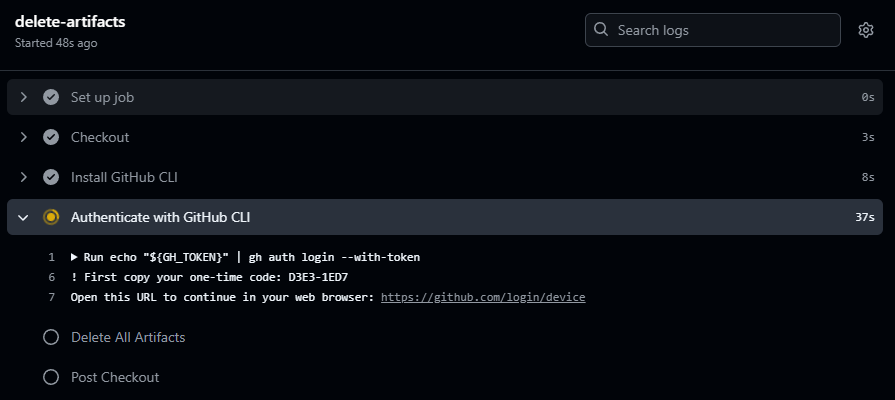 delete-artifacts
Started 48s ago
Search logs
Set up job 0s
Checkout 3s
Install GitHub CLI 8s
Authenticate with GitHub CLI 37s
1 Run echo "${GH_TOKEN}" | gh auth login --with-token
6 ! First copy your one-time code: D3E3-1ED7
7 Open this URL to continue in your web browser: https://github.com/login/device
Delete All Artifacts
Post Checkout